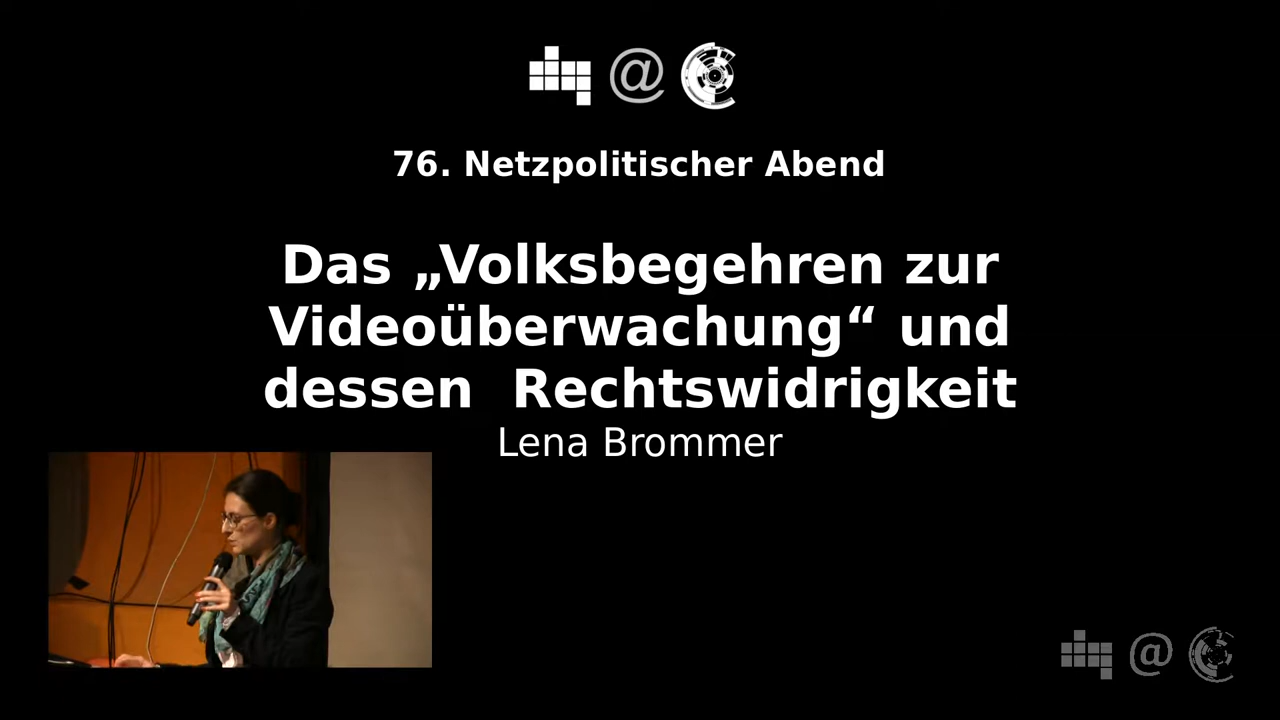 @
76. Netzpolitischer Abend
Das „Volksbegehren zur
Videoüberwachung“ und
dessen  Rechtswidrigkeit
Lena Brommer
@